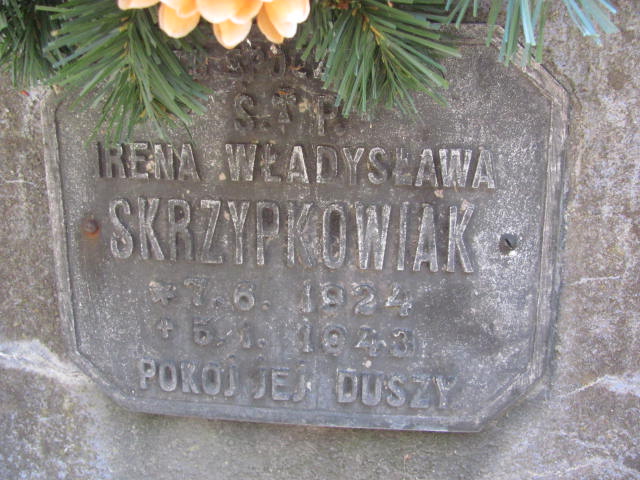 Ś. † P.
IRENA WŁADYSŁAWA
SKRZYPKOWIAK
* 7. 6. 1924
+ 5. 1. 1943
POKÓJ JEJ DUSZY